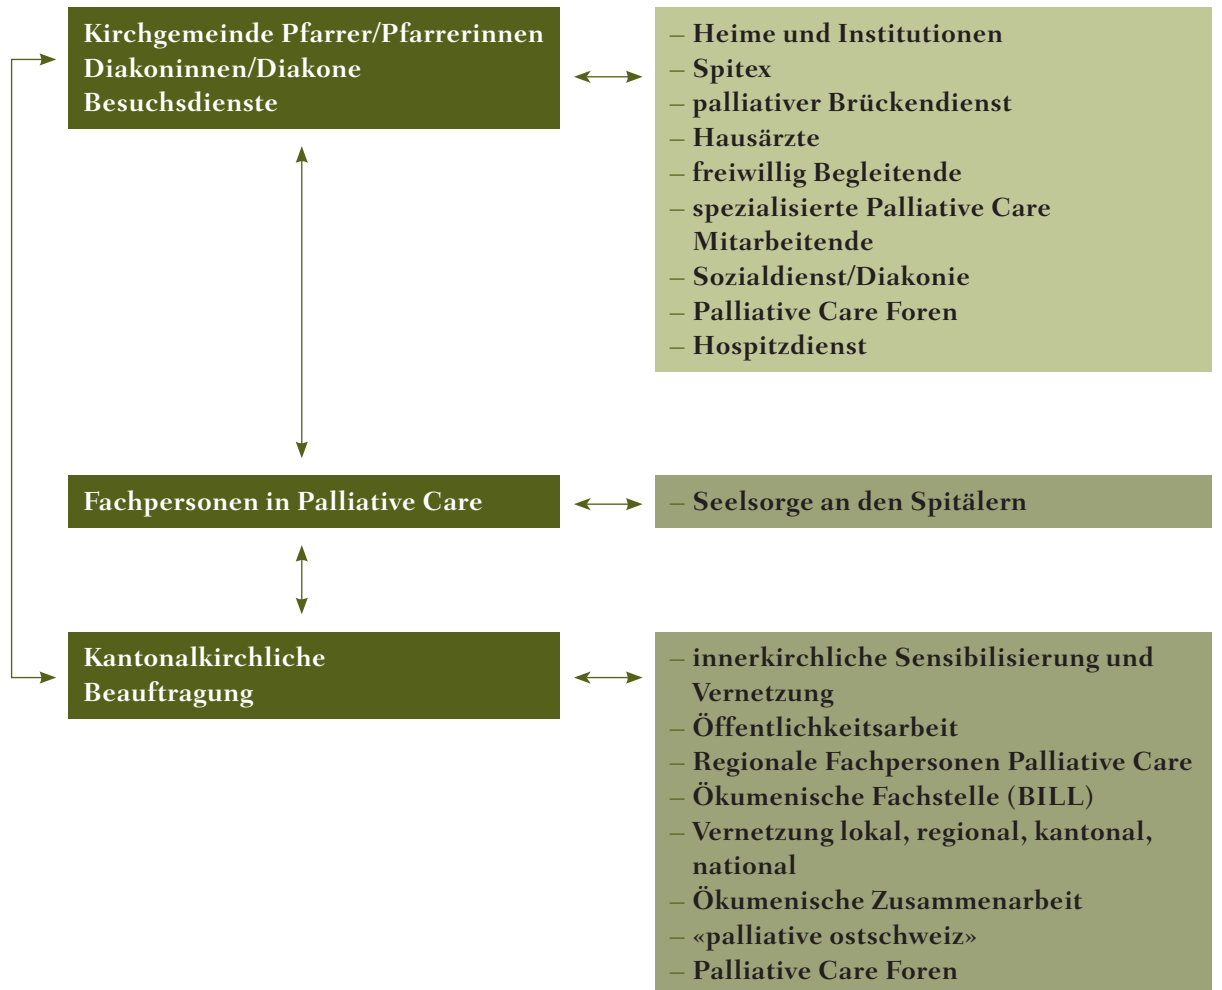 Kirchgemeinde Pfarrer/Pfarrerinnen
Diakoninnen/Diakone
Besuchsdienste
– Heime und Institutionen
– Spitex
– palliativer Brückendienst
– Hausärzte
– freiwillig Begleitende
– spezialisierte Palliative Care
Mitarbeitende
– Sozialdienst/Diakonie
– Palliative Care Foren
– Hospitzdienst
Fachpersonen in Palliative Care
– Seelsorge an den Spitälern
Kantonalkirchliche
Beauftragung
– innerkirchliche Sensibilisierung und
Vernetzung
– Öffentlichkeitsarbeit
– Regionale Fachpersonen Palliative Care
– Ökumenische Fachstelle (BILL)
– Vernetzung lokal, regional, kantonal,
national
– Ökumenische Zusammenarbeit
– «palliative ostschweiz»
– Palliative Care Foren